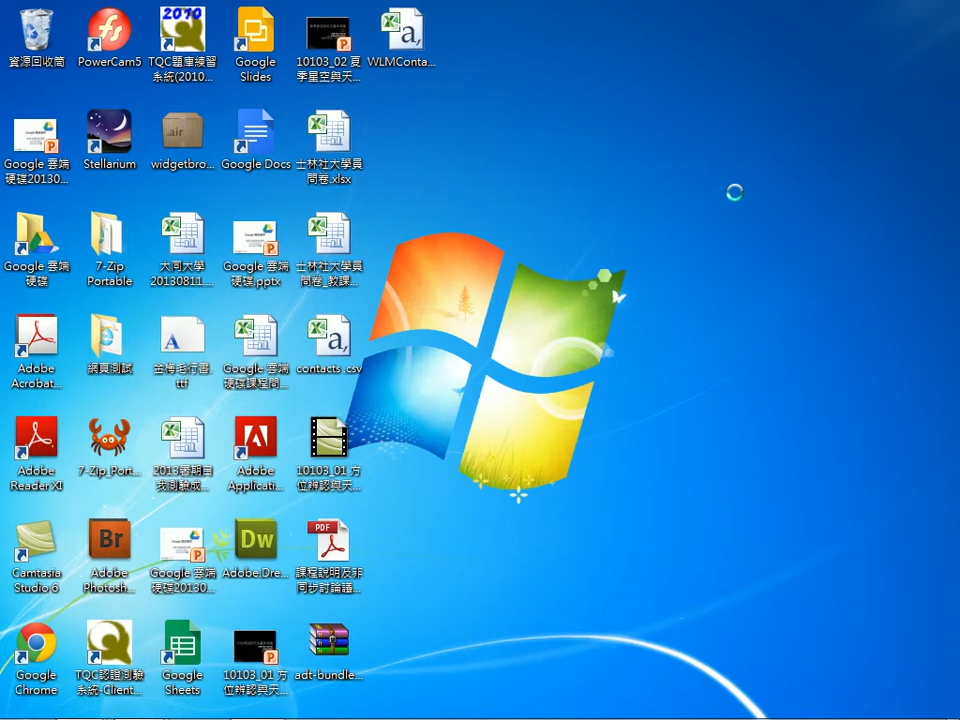 2010
資源回收筒
PowerCam5
TQC題庫練習
系統(2010...
Google
Slides
10103_02 夏
季星空與天...
WLMConta...
Google 雲端
硬碟20130...
Stellarium
.air
widgetbro...
Google Docs
士林社大學員
問卷.xlsx
Google 雲端
硬碟
7-Zip
Portable
大同大學
20130811....
Google 雲端
硬碟.pptx
士林社大學員
問卷_教課...
Adobe
Acrobat...
網頁測試
金梅毛行書.
ttf
Google 雲端
硬碟課程問...
contacts .csv
Adobe
Reader XI
7-Zip_Port...
2013暑期自
我測驗成...
Adobe
Applicati...
10103_01 方
位辨認與天...
Camtasia
Studio 6
Br
Adobe
Photosh...
Google 雲端
硬碟20130...
Dw
Adobe.Dre...
PDF
課程說明及非
同步討論議...
Google
Chrome
TQC認證測驗
系統-Client...
Google
Sheets
10103_01 方
位辨認與天...
adt-bundle...